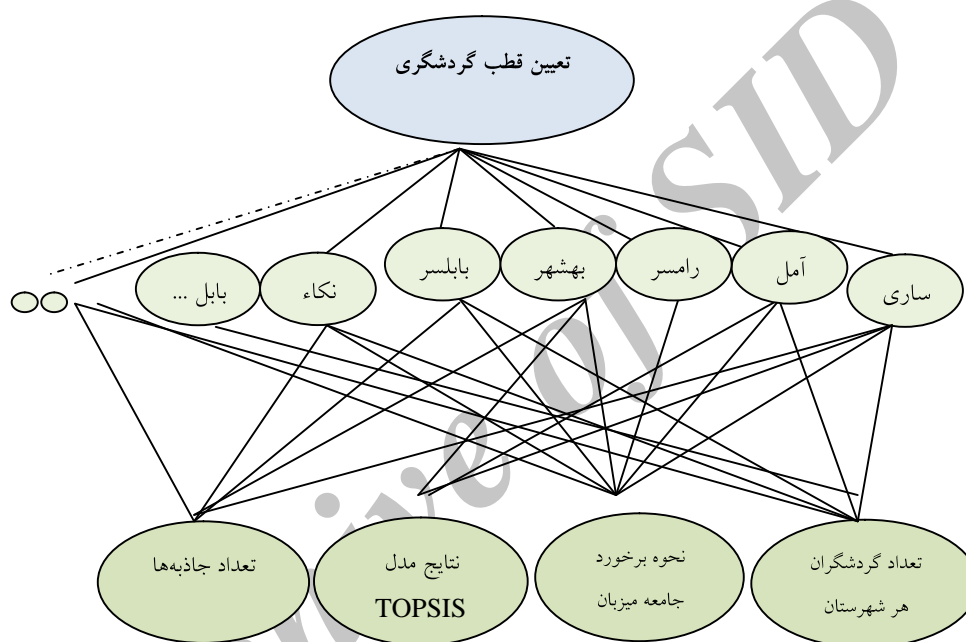 تعیین قطب گردشگری
ساری
آمل
رامسر
بهشهر
بابلسر
نکاء
بابل ...
تعداد گردشگران
هر شهرستان
نحوه برخورد
جامعه میزبان
نتایج مدل
TOPSIS
تعداد جاذبه‌ها
ive of SID